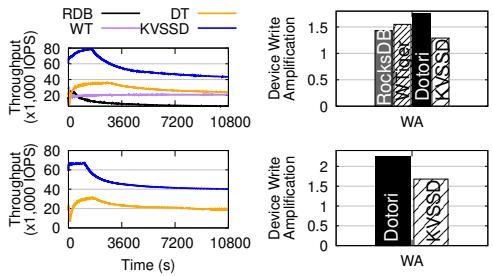 RDB DT
WT KVSSD
Throughput
(x1,000 IOPS)
80
60
40
20
0 3600 7200 10800
Device Write
Amplification
1.5
1
0.5
0
RocksDB
WTiger
Dotori
KVSSD
WA
Throughput
(x1,000 IOPS)
80
60
40
20
0
0 3600 7200 10800
Time (s)
Device Write
Amplification
2
1.5
1
0.5
0
Dotori
KVSSD
WA